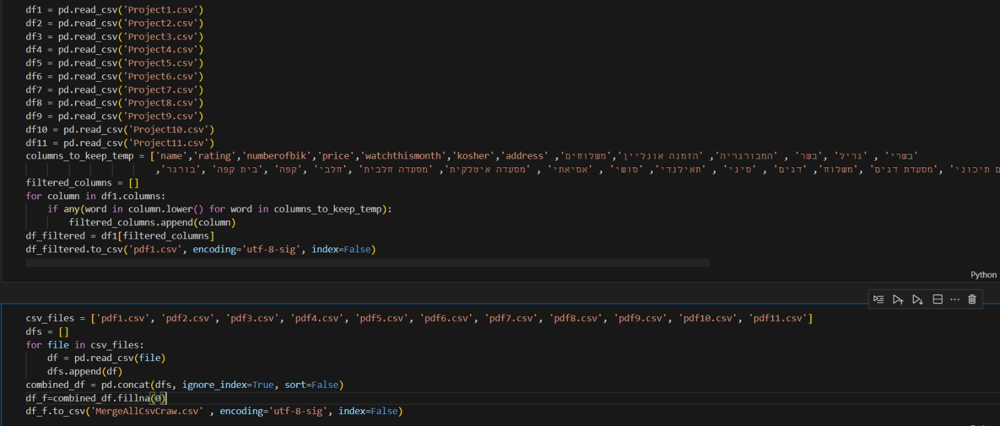 df1 = pd.read_csv('Project1.csv')
df2 = pd.read_csv('Project2.csv')
df3 = pd.read_csv('Project3.csv')
df4 = pd.read_csv('Project4.csv')
df5 = pd.read_csv('Project5.csv')
df6 = pd.read_csv('Project6.csv')
df7 = pd.read_csv('Project7.csv')
df8 = pd.read_csv('Project8.csv')
df9 = pd.read_csv('Project9.csv')
df10 = pd.read_csv('Project10.csv')
df11 = pd.read_csv('Project11.csv')
columns_to_keep_temp = ['name','rating','numberofbik','price','watchthismonth','kosher','address' ,'בשרי' , 'גריל' ,'בשר' , 'המבורגריה', 'הזמנה אונליין','משלוחים'
תיכוני' ,'מסעדת דגים' ,'משלוח' ,'דגים' , 'סיני' , 'תאילנדי', 'סושי' , 'אסיאתי' , 'מסעדה איטלקית', 'מסעדה חלבית', 'חלבי' ,'קפה', 'בית קפה', 'בורגר',
filtered_columns = []
for column in df1.columns:
if any(word in column.lower() for word in columns_to_keep_temp):
filtered_columns.append(column)
df_filtered = df1[filtered_columns]
df_filtered.to_csv('pdf1.csv', encoding='utf-8-sig', index=False)
Python
csv_files = ['pdf1.csv', 'pdf2.csv', 'pdf3.csv', 'pdf4.csv', 'pdf5.csv', 'pdf6.csv', 'pdf7.csv', 'pdf8.csv', 'pdf9.csv', 'pdf10.csv', 'pdf11.csv']
dfs = []
for file in csv_files:
df = pd.read_csv(file)
dfs.append(df)
combined_df = pd.concat(dfs, ignore_index=True, sort=False)
df_f=combined_df.fillna(0)
df_f.to_csv('MergeAllCsvCraw.csv' , encoding='utf-8-sig', index=False)